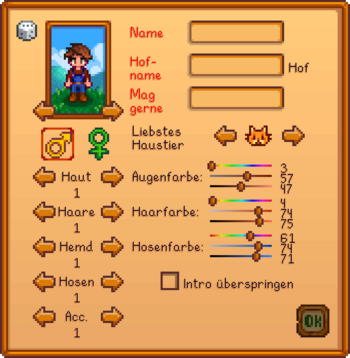 Name
Hof-
name
Hof
Mag
gerne
Liebstes
Haustier
Haut
1
Augenfarbe:
3
57
47
Haare
1
Haarfarbe:
4
74
75
Hemd
1
Hosenfarbe:
61
74
71
Hosen
1
Intro überspringen
Acc.
1
OK